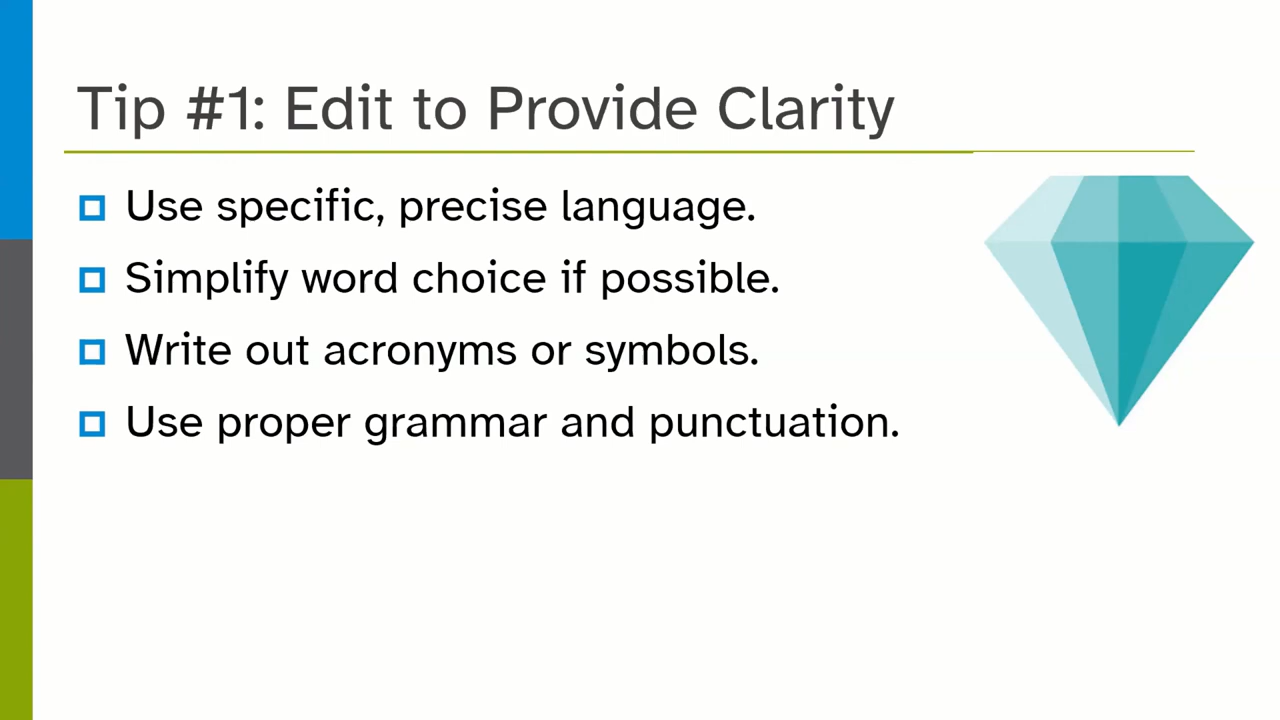 Tip #1: Edit to Provide Clarity
Use specific, precise language.
Simplify word choice if possible.
Write out acronyms or symbols.
Use proper grammar and punctuation.